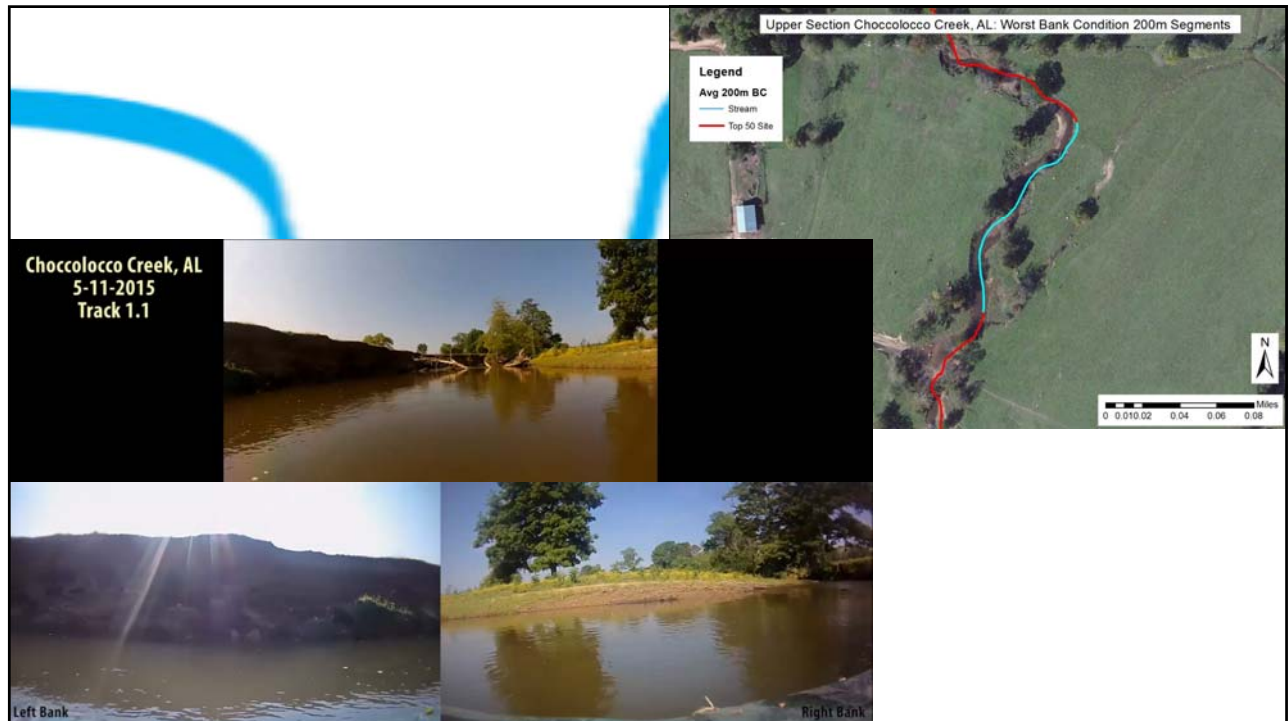 Upper Section Choccolocco Creek, AL: Worst Bank Condition 200m Segments
Legend
Avg 200m BC
Stream
Top 50 Site
N
Miles
0 0.010.02 0.04 0.06 0.08
Choccolocco Creek, AL
5-11-2015
Track 1.1
Left Bank
Right Bank